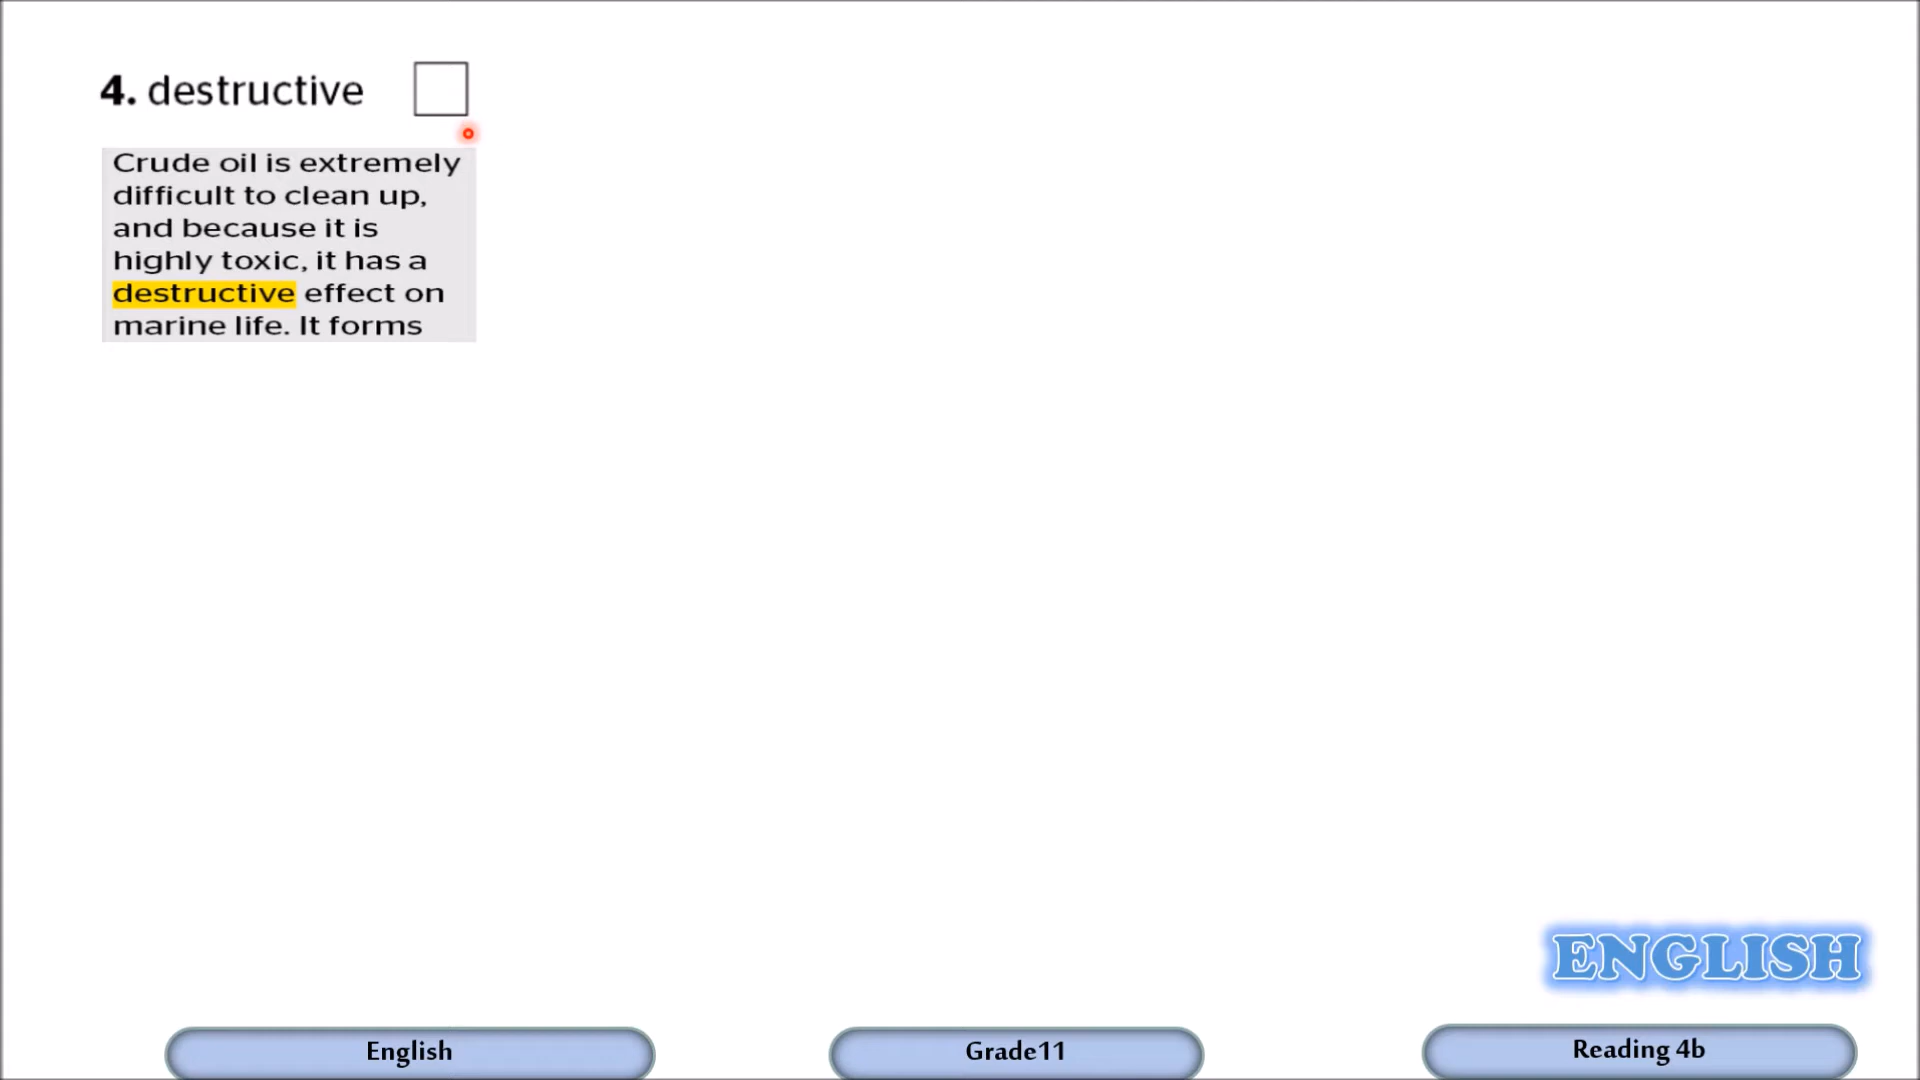 4. destructive
Crude oil is extremely
difficult to clean up,
and because it is
highly toxic, it has a
destructive effect on
marine life. It forms
ENGLISH
English
Grade11
Reading 4b